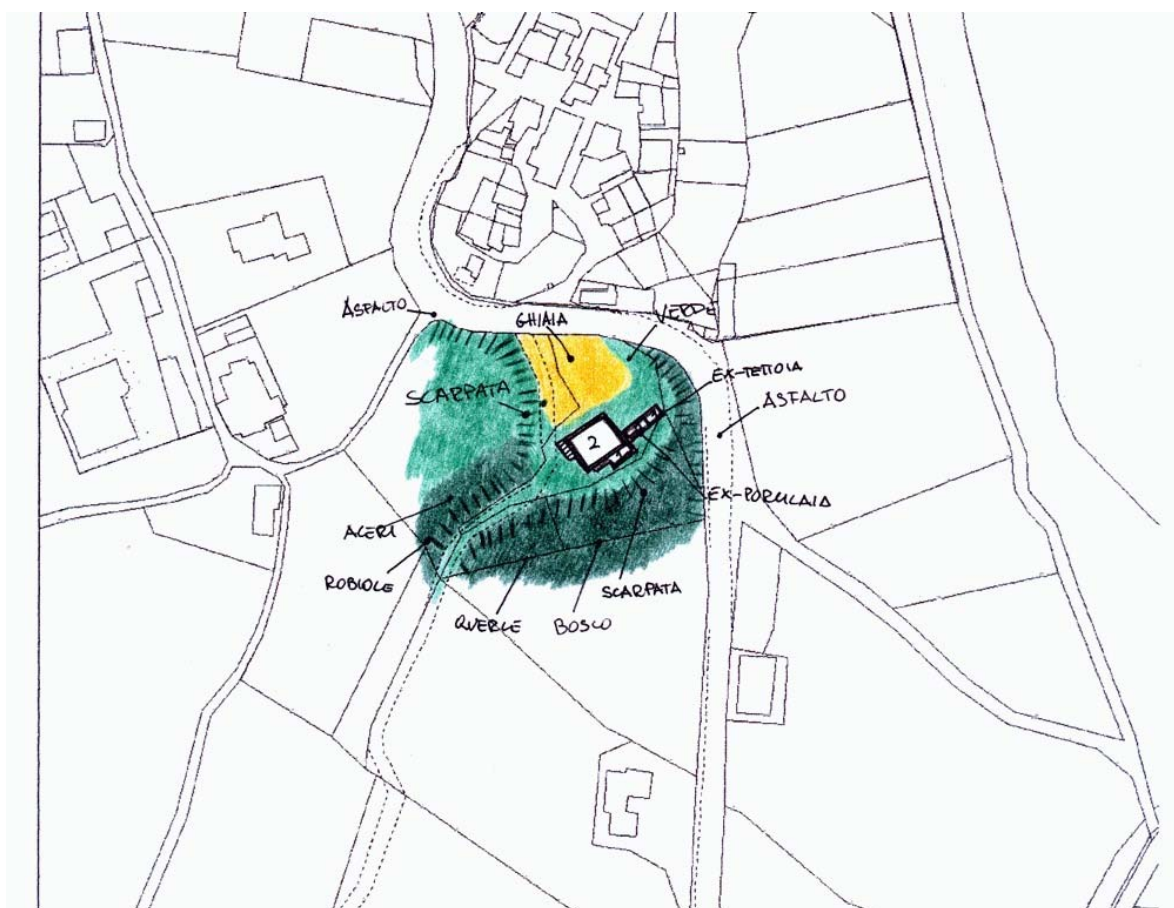 ASFALTO
GHIAIA
VERDE
EX-TETTOIA
SCARPATA
ASFALTO
2
EX-PORCILAIA
ACERI
ROBIOLE
SCARPATA
QUERCE
BOSCO